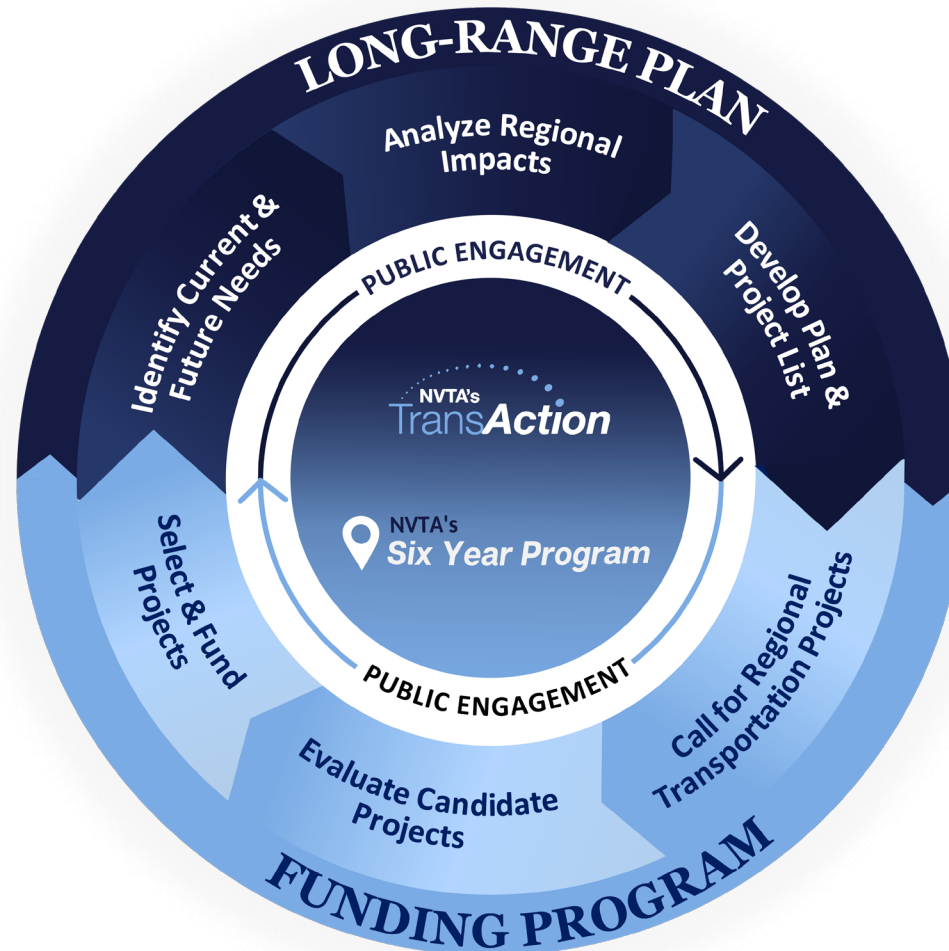 LONG-RANGE PLAN
Analyze Regional
Impacts
Identify Current &
Future Needs
Develop Plan &
Project List
PUBLIC ENGAGEMENT
NVTA's
TransAction
NVTA's
Six Year Program
PUBLIC ENGAGEMENT
Select & Fund
Projects
Call for Regional
Transportation Projects
Evaluate Candidate
Projects
FUNDING PROGRAM